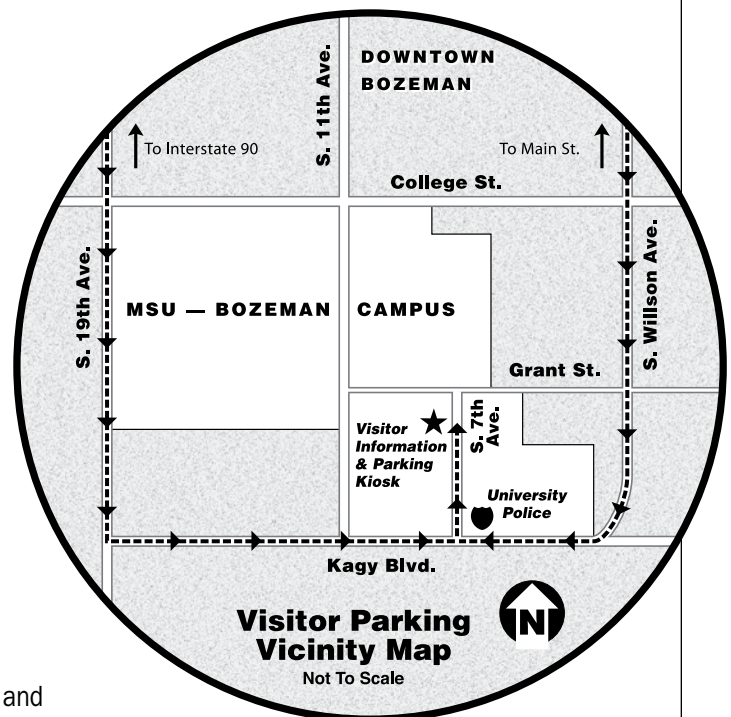 DOWNTOWN
BOZEMAN
S. 11th Ave.
To Interstate 90
To Main St.
College St.
S. 19th Ave.
S. Willson Ave.
MSU — BOZEMAN CAMPUS
Grant St.
S. 7th
Ave.
Visitor
Information
& Parking
Kiosk
University
Police
Kagy Blvd.
Visitor Parking
Vicinity Map
Not To Scale
N
and